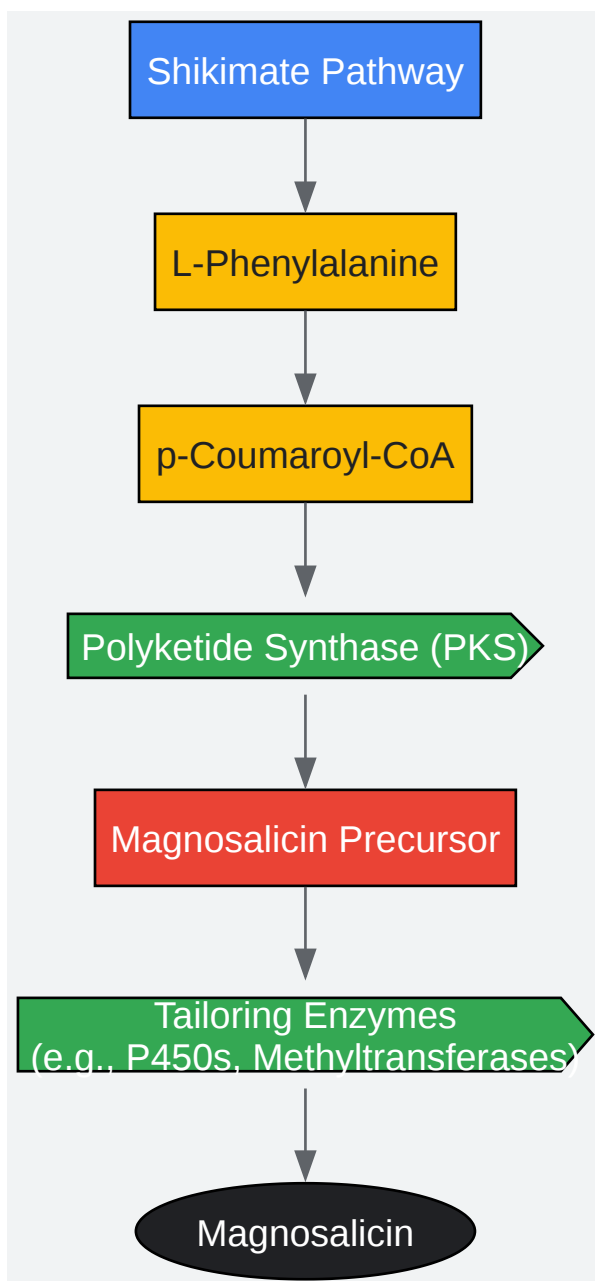 Shikimate Pathway
L-Phenylalanine
p-Coumaroyl-CoA
Polyketide Synthase (PKS)
Magnosalicin Precursor
Tailoring Enzymes
(e.g., P450s, Methyltransferases)
Magnosalicin